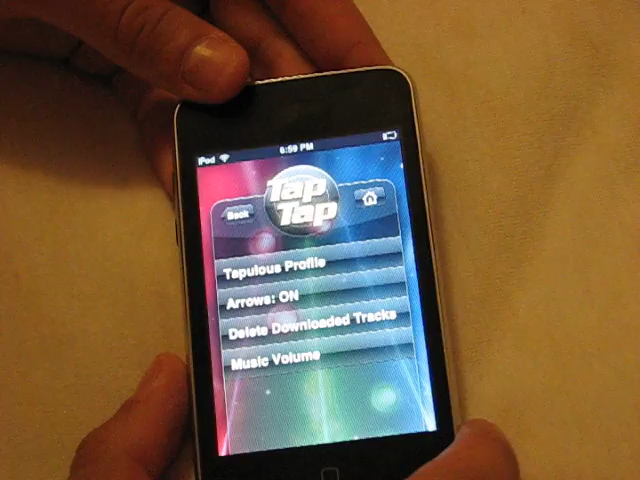 iPod 6:59 PM
Tap
Tap
Back
Tapulous Profile
Arrows: ON
Delete Downloaded Tracks
Music Volume